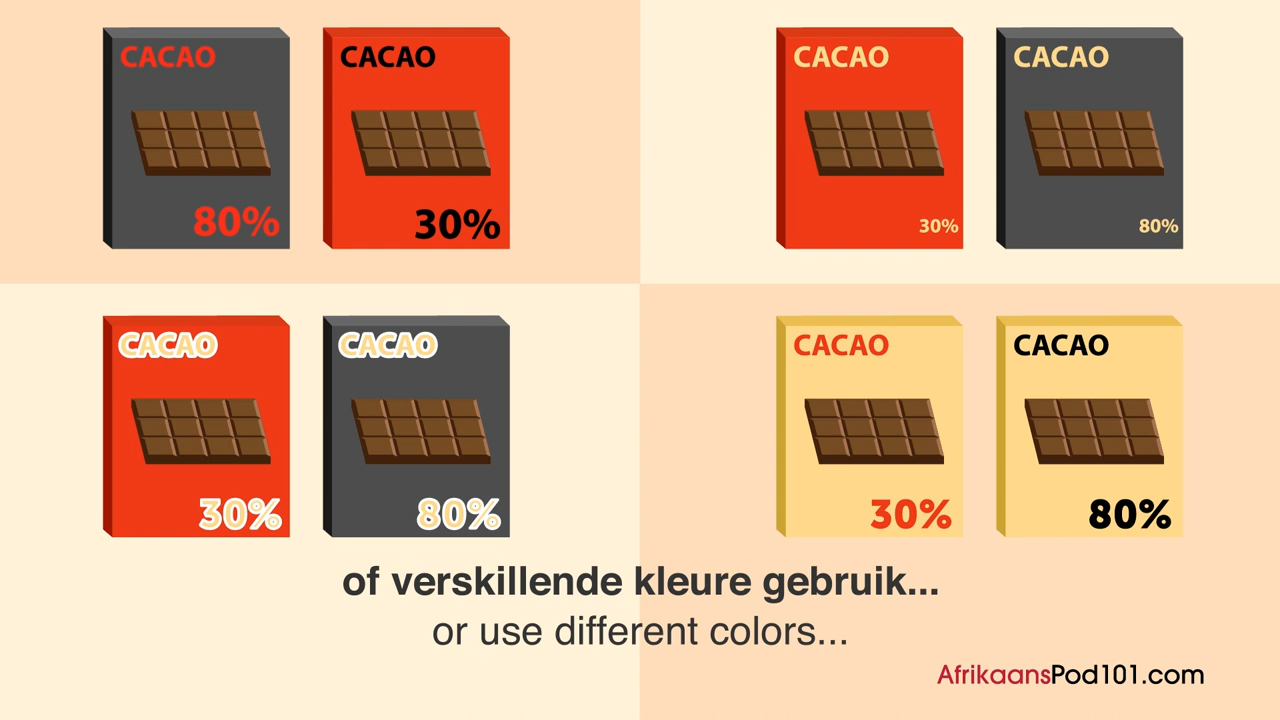 CACAO
80%
CACAO
30%
CACAO
30%
CACAO
80%
CACAO
30%
CACAO
80%
CACAO
30%
CACAO
80%
of verskillende kleure gebruik...
or use different colors...
AfrikaansPod101.com